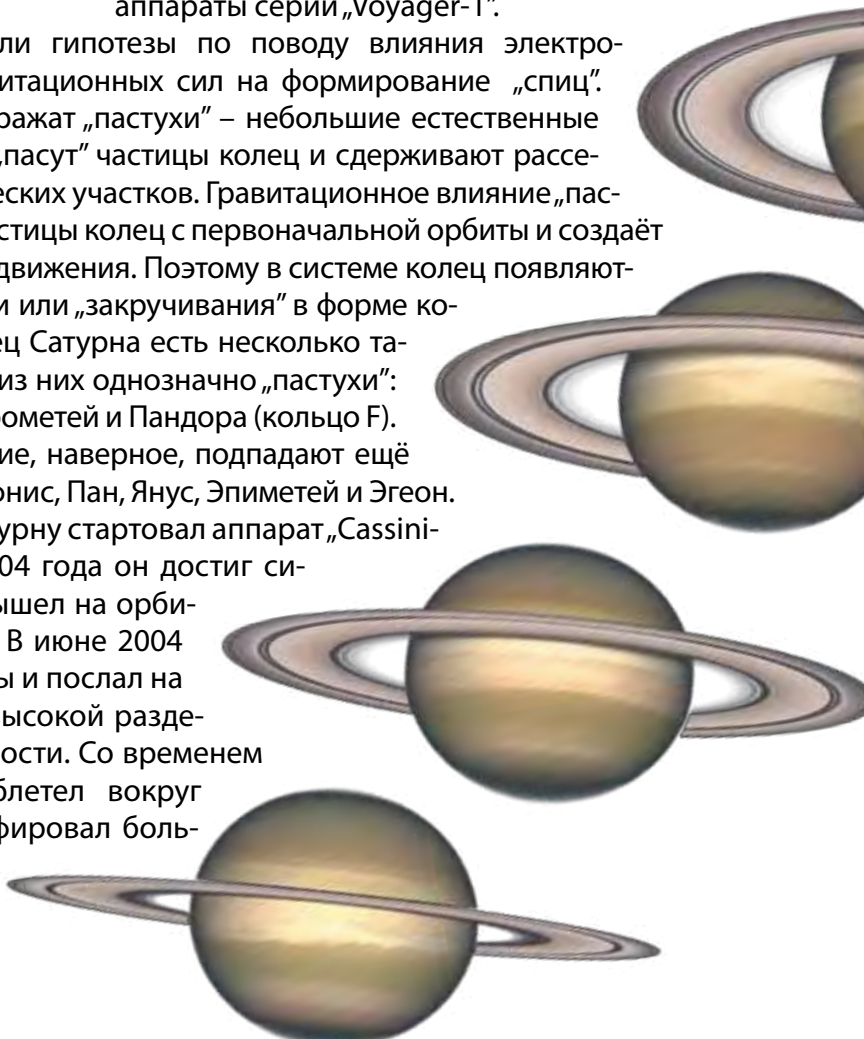 аппараты серии „Voyager-1”.
ли гипотезы по поводу влияния электро-
итационных сил на формирование „спиц”.
ражат „пастухи” – небольшие естественные
„пасут” частицы колец и сдерживают рассе-
еских участков. Гравитационное влияние „пас-
стицы колец с первоначальной орбиты и создаёт
движения. Поэтому в системе колец появляют-
и или „закручивания” в форме ко-
ец Сатурна есть несколько та-
из них однозначно „пастухи”:
рометей и Пандора (кольцо F).
ие, наверное, подпадают ещё
онис, Пан, Янус, Эпиметей и Эгеон.
урну стартовал аппарат „Cassini-
04 года он достиг си-
ышел на орби-
В июне 2004
ы и послал на
ысокой разде-
ости. Со временем
блетел вокруг
фировал боль-